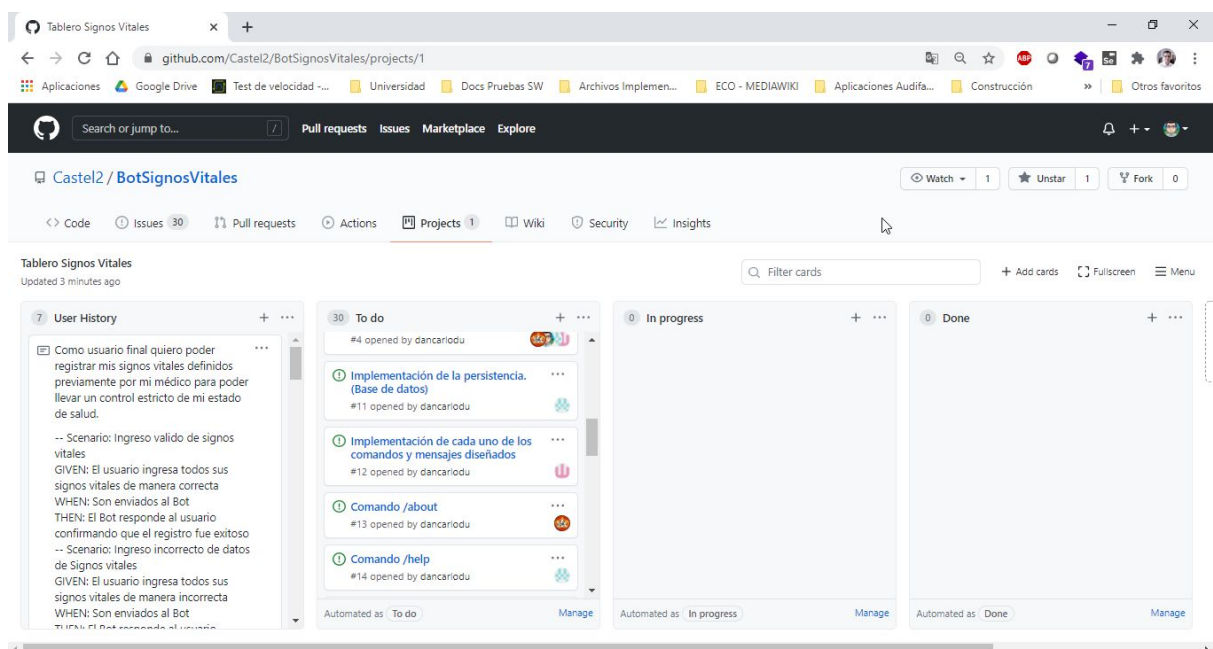 Tablero Signos Vitales
github.com/Castel2/BotSignosVitales/projects/1
ABP
7
Se
Aplicaciones Google Drive Test de velocidad -... Universidad Docs Pruebas SW Archivos Implemen... ECO - MEDIAWIKI Aplicaciones Audifa... Construcción » Otros favoritos
Search or jump to... / Pull requests Issues Marketplace Explore
Castel2 / BotSignosVitales
Watch 1 Unstar 1 Fork 0
<> Code Issues 30 Pull requests Actions Projects 1 Wiki Security Insights
Tablero Signos Vitales
Updated 3 minutes ago
Filter cards
+ Add cards Fullscreen Menu
7 User History
Como usuario final quiero poder
registrar mis signos vitales definidos
previamente por mi médico para poder
llevar un control estricto de mi estado
de salud.
-- Scenario: Ingreso valido de signos
vitales
GIVEN: El usuario ingresa todos sus
signos vitales de manera correcta
WHEN: Son enviados al Bot
THEN: El Bot responde al usuario
confirmando que el registro fue exitoso
-- Scenario: Ingreso incorrecto de datos
de Signos vitales
GIVEN: El usuario ingresa todos sus
signos vitales de manera incorrecta
WHEN: Son enviados al Bot
THEN: El Bot responde al usuario
30 To do
#4 opened by dancarlodu
Implementación de la persistencia.
(Base de datos)
#11 opened by dancarlodu
Implementación de cada uno de los
comandos y mensajes diseñados
#12 opened by dancarlodu
Comando /about
#13 opened by dancarlodu
Comando /help
#14 opened by dancarlodu
Automated as To do Manage
0 In progress
Automated as In progress Manage
0 Done
Automated as Done Manage